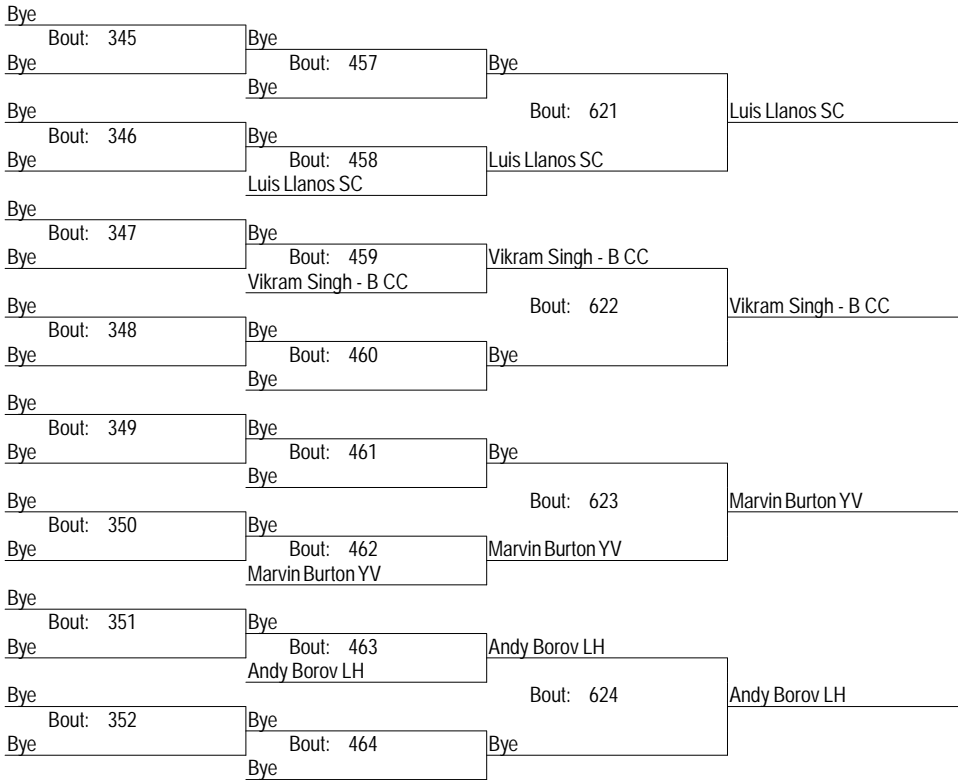 Bye
Bout: 345 Bye
Bye Bout: 457 Bye
Bye
Bye Bout: 621 Luis Llanos SC
Bout: 346 Bye
Bye Bout: 458 Luis Llanos SC
Luis Llanos SC
Bye
Bout: 347 Bye
Bye Bout: 459 Vikram Singh - B CC
Vikram Singh - B CC
Bye Bout: 622 Vikram Singh - B CC
Bout: 348 Bye
Bye Bout: 460 Bye
Bye
Bye
Bout: 349 Bye
Bye Bout: 461 Bye
Bye
Bye Bout: 623 Marvin Burton YV
Bout: 350 Bye
Bye Bout: 462 Marvin Burton YV
Marvin Burton YV
Bye
Bout: 351 Bye
Bye Bout: 463 Andy Borov LH
Andy Borov LH
Bye Bout: 624 Andy Borov LH
Bout: 352 Bye
Bye Bout: 464 Bye
Bye